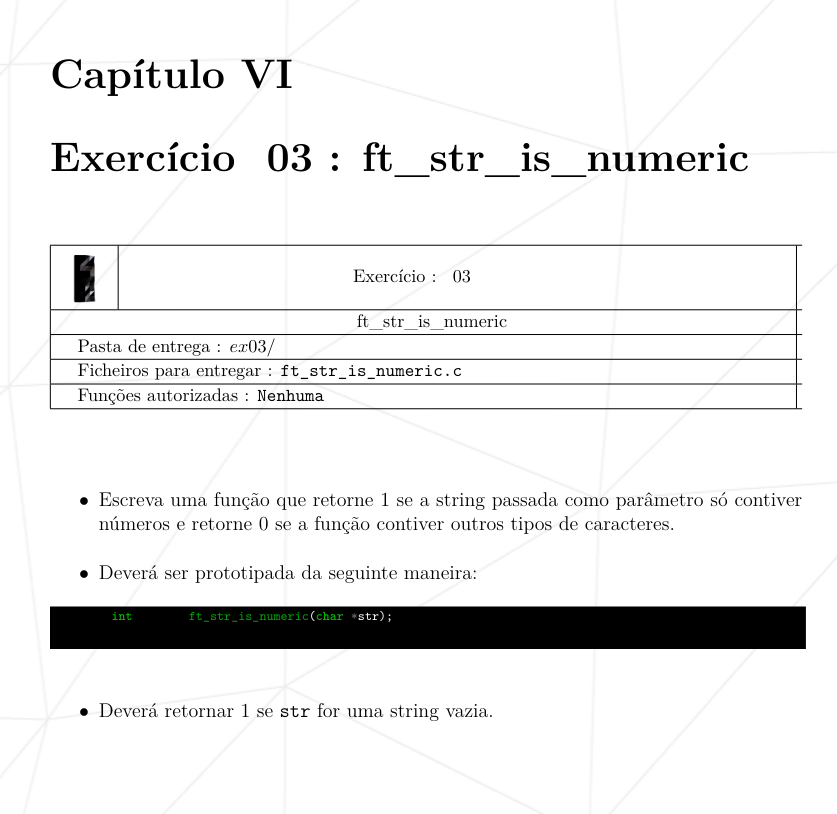 Capítulo VI
Exercício 03 : ft_str_is_numeric
Exercício : 03
ft_str_is_numeric
Pasta de entrega : ex03/
Ficheiros para entregar : ft_str_is_numeric.c
Funções autorizadas : Nenhuma
• Escreva uma função que retorne 1 se a string passada como parâmetro só contiver
números e retorne 0 se a função contiver outros tipos de caracteres.
• Deverá ser prototipada da seguinte maneira:
int ft_str_is_numeric(char *str);
• Deverá retornar 1 se str for uma string vazia.